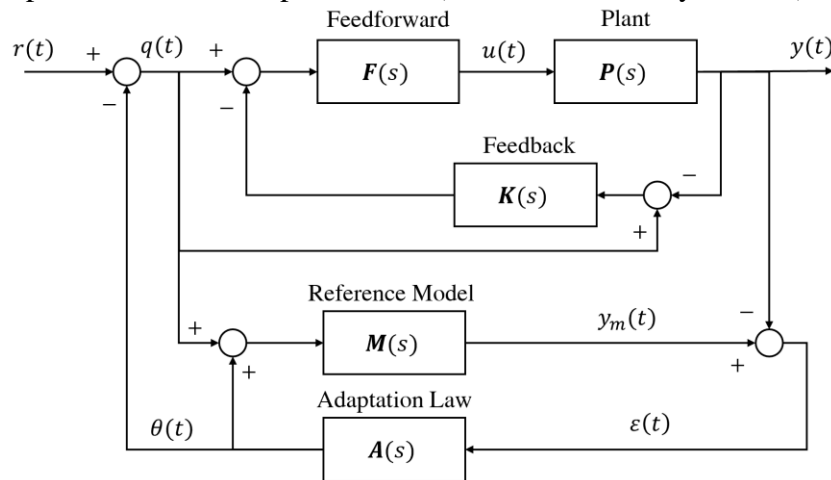 Feedforward
Plant
r(t)
+
q(t)
+
F(s)
u(t)
P(s)
y(t)
−
−
Feedback
K(s)
−
+
Reference Model
+
+
M(s)
y_m(t)
−
+
Adaptation Law
θ(t)
A(s)
ε(t)